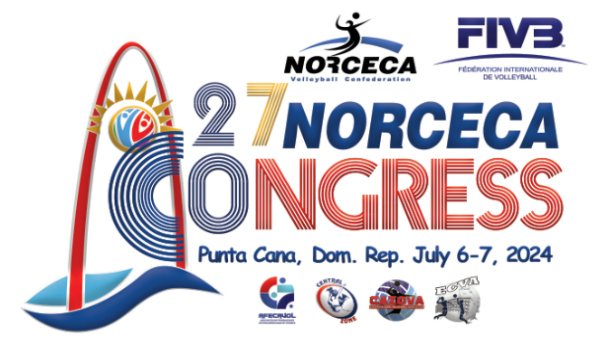 NORCECA
Volleyball Confederation
FIVB
FÉDÉRATION INTERNATIONALE
DE VOLLEYBALL
27 NORCECA
CONGRESS
Punta Cana, Dom. Rep. July 6-7, 2024
AFECAVOL
CENTRAL
ZONE
CAZOVA
ECVA